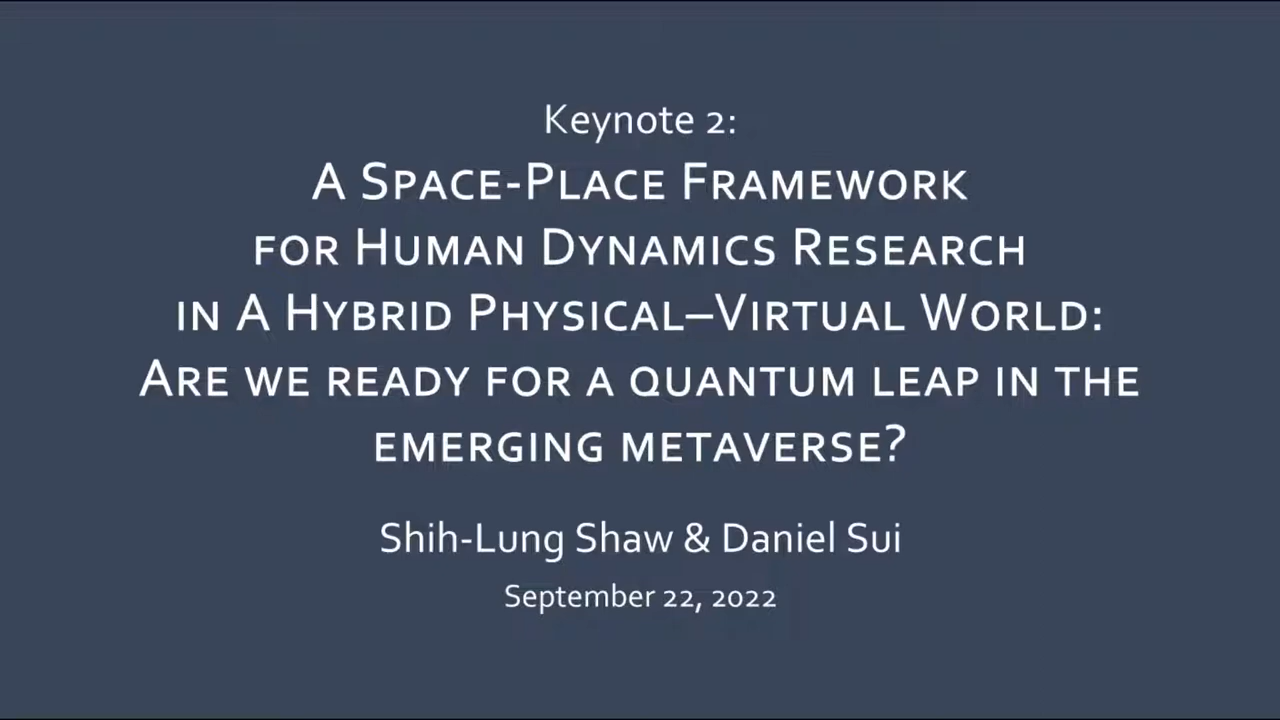 Keynote 2:
A Space-Place Framework
for Human Dynamics Research
in A Hybrid Physical–Virtual World:
Are we ready for a quantum leap in the
emerging metaverse?
Shih-Lung Shaw & Daniel Sui
September 22, 2022